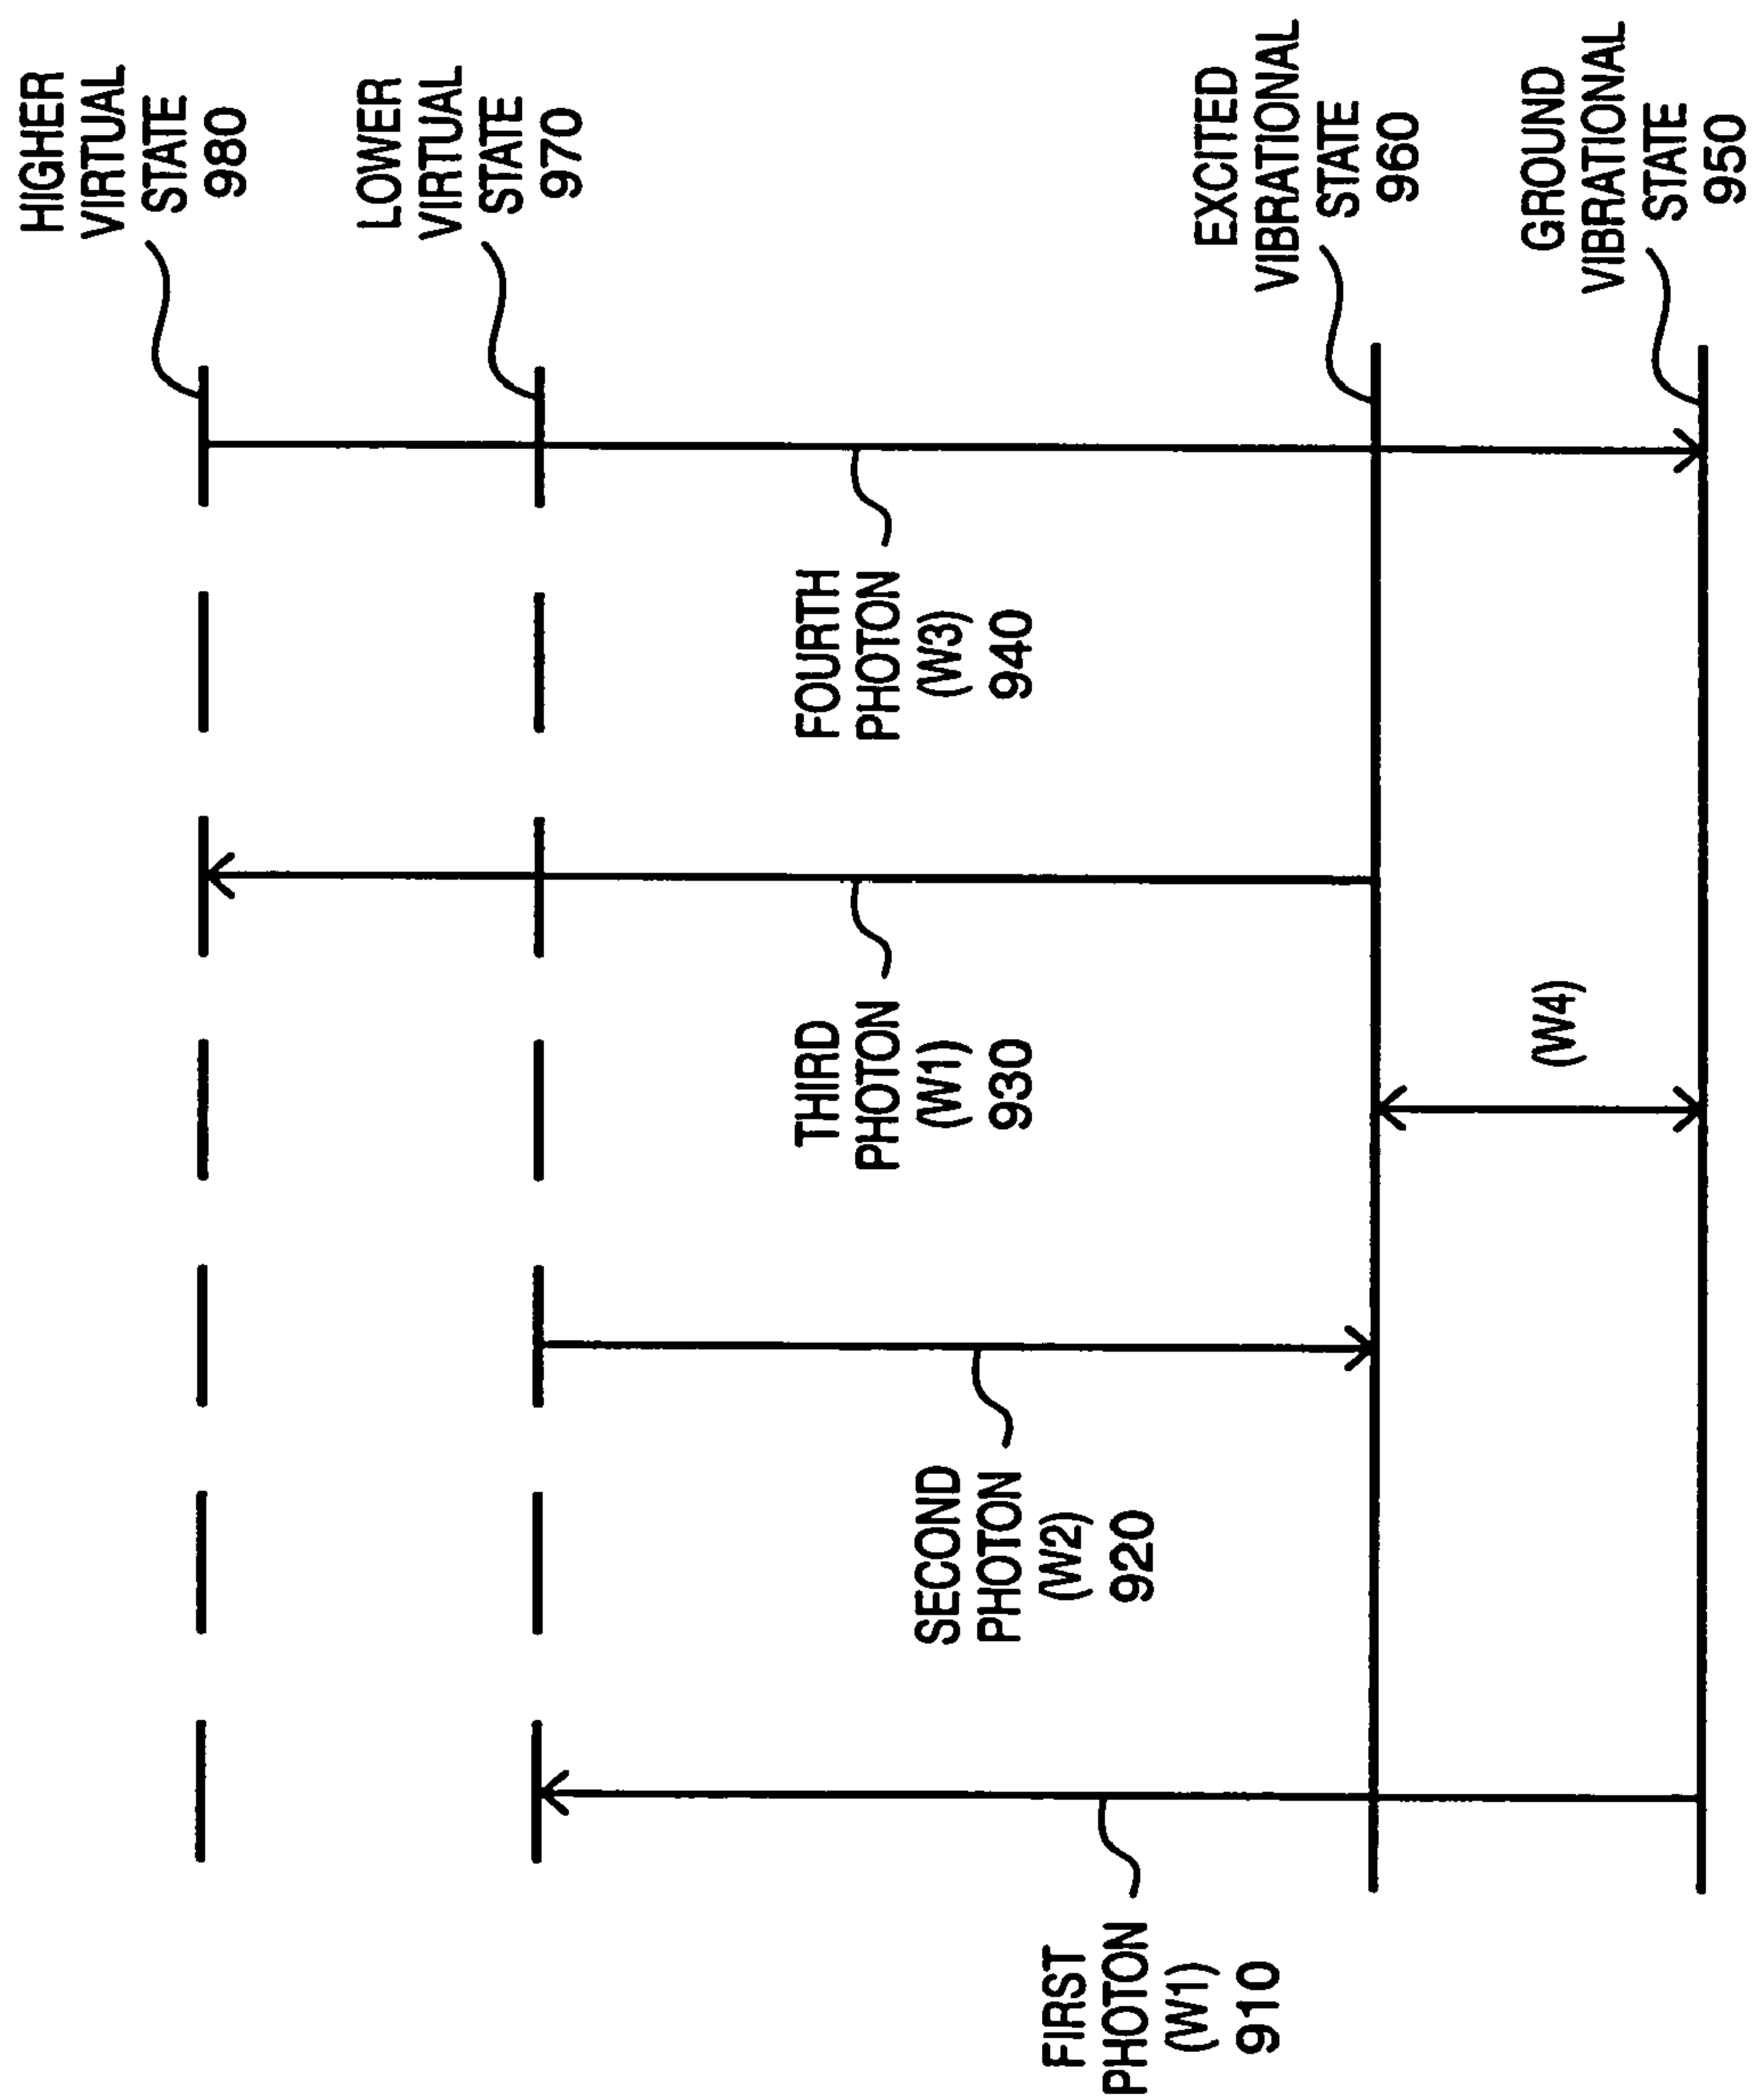 HIGHER
VIRTUAL
STATE
980
LOWER
VIRTUAL
STATE
970
FIRST
PHOTON
(W1)
910
SECOND
PHOTON
(W2)
920
THIRD
PHOTON
(W1)
930
FOURTH
PHOTON
(W3)
940
EXCITED
VIBRATIONAL
STATE
960
(W4)
GROUND
VIBRATIONAL
STATE
950